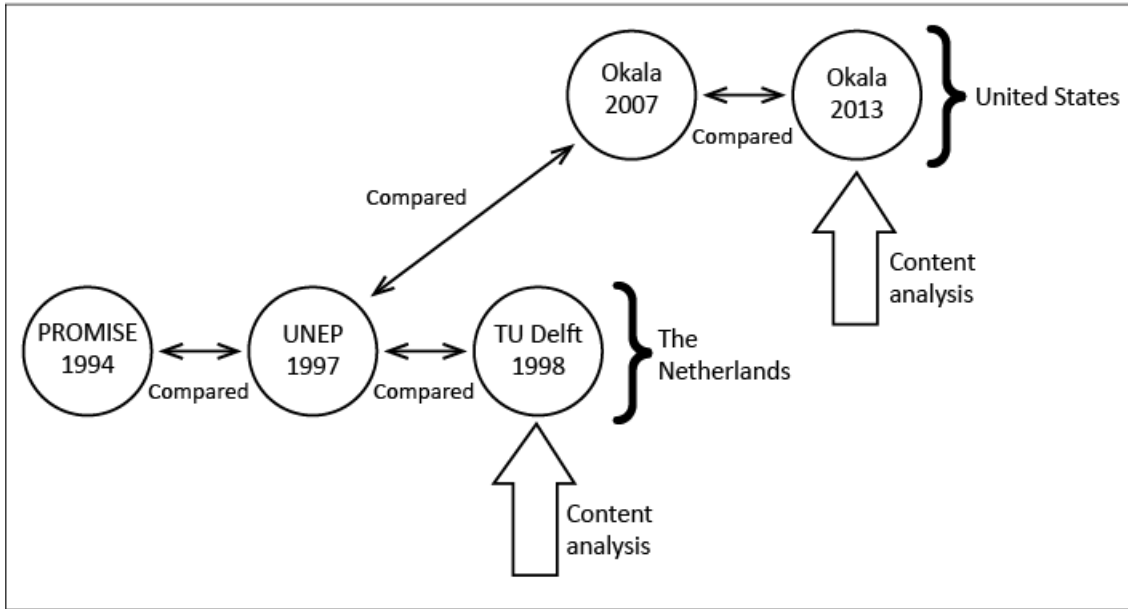 Okala
2007
Okala
2013
United States
Compared
Compared
Content
analysis
PROMISE
1994
UNEP
1997
TU Delft
1998
The
Netherlands
Compared
Compared
Content
analysis